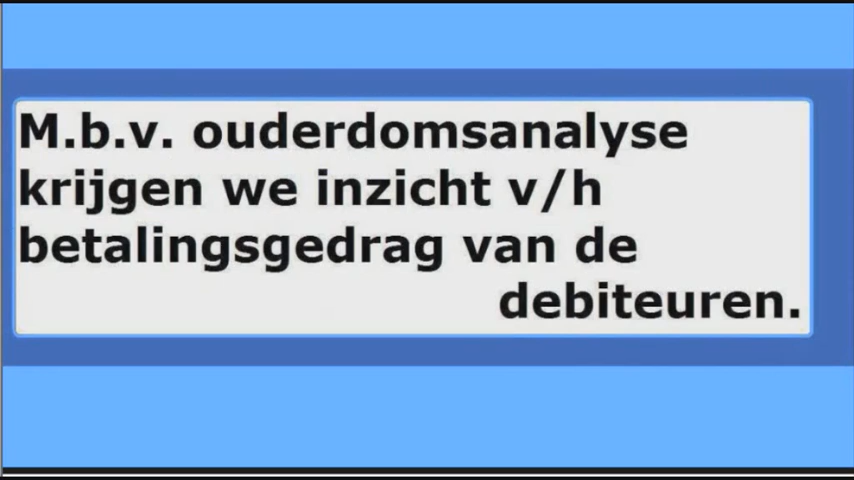 M.b.v. ouderdomsanalyse
krijgen we inzicht v/h
betalingsgedrag van de
debiteuren.